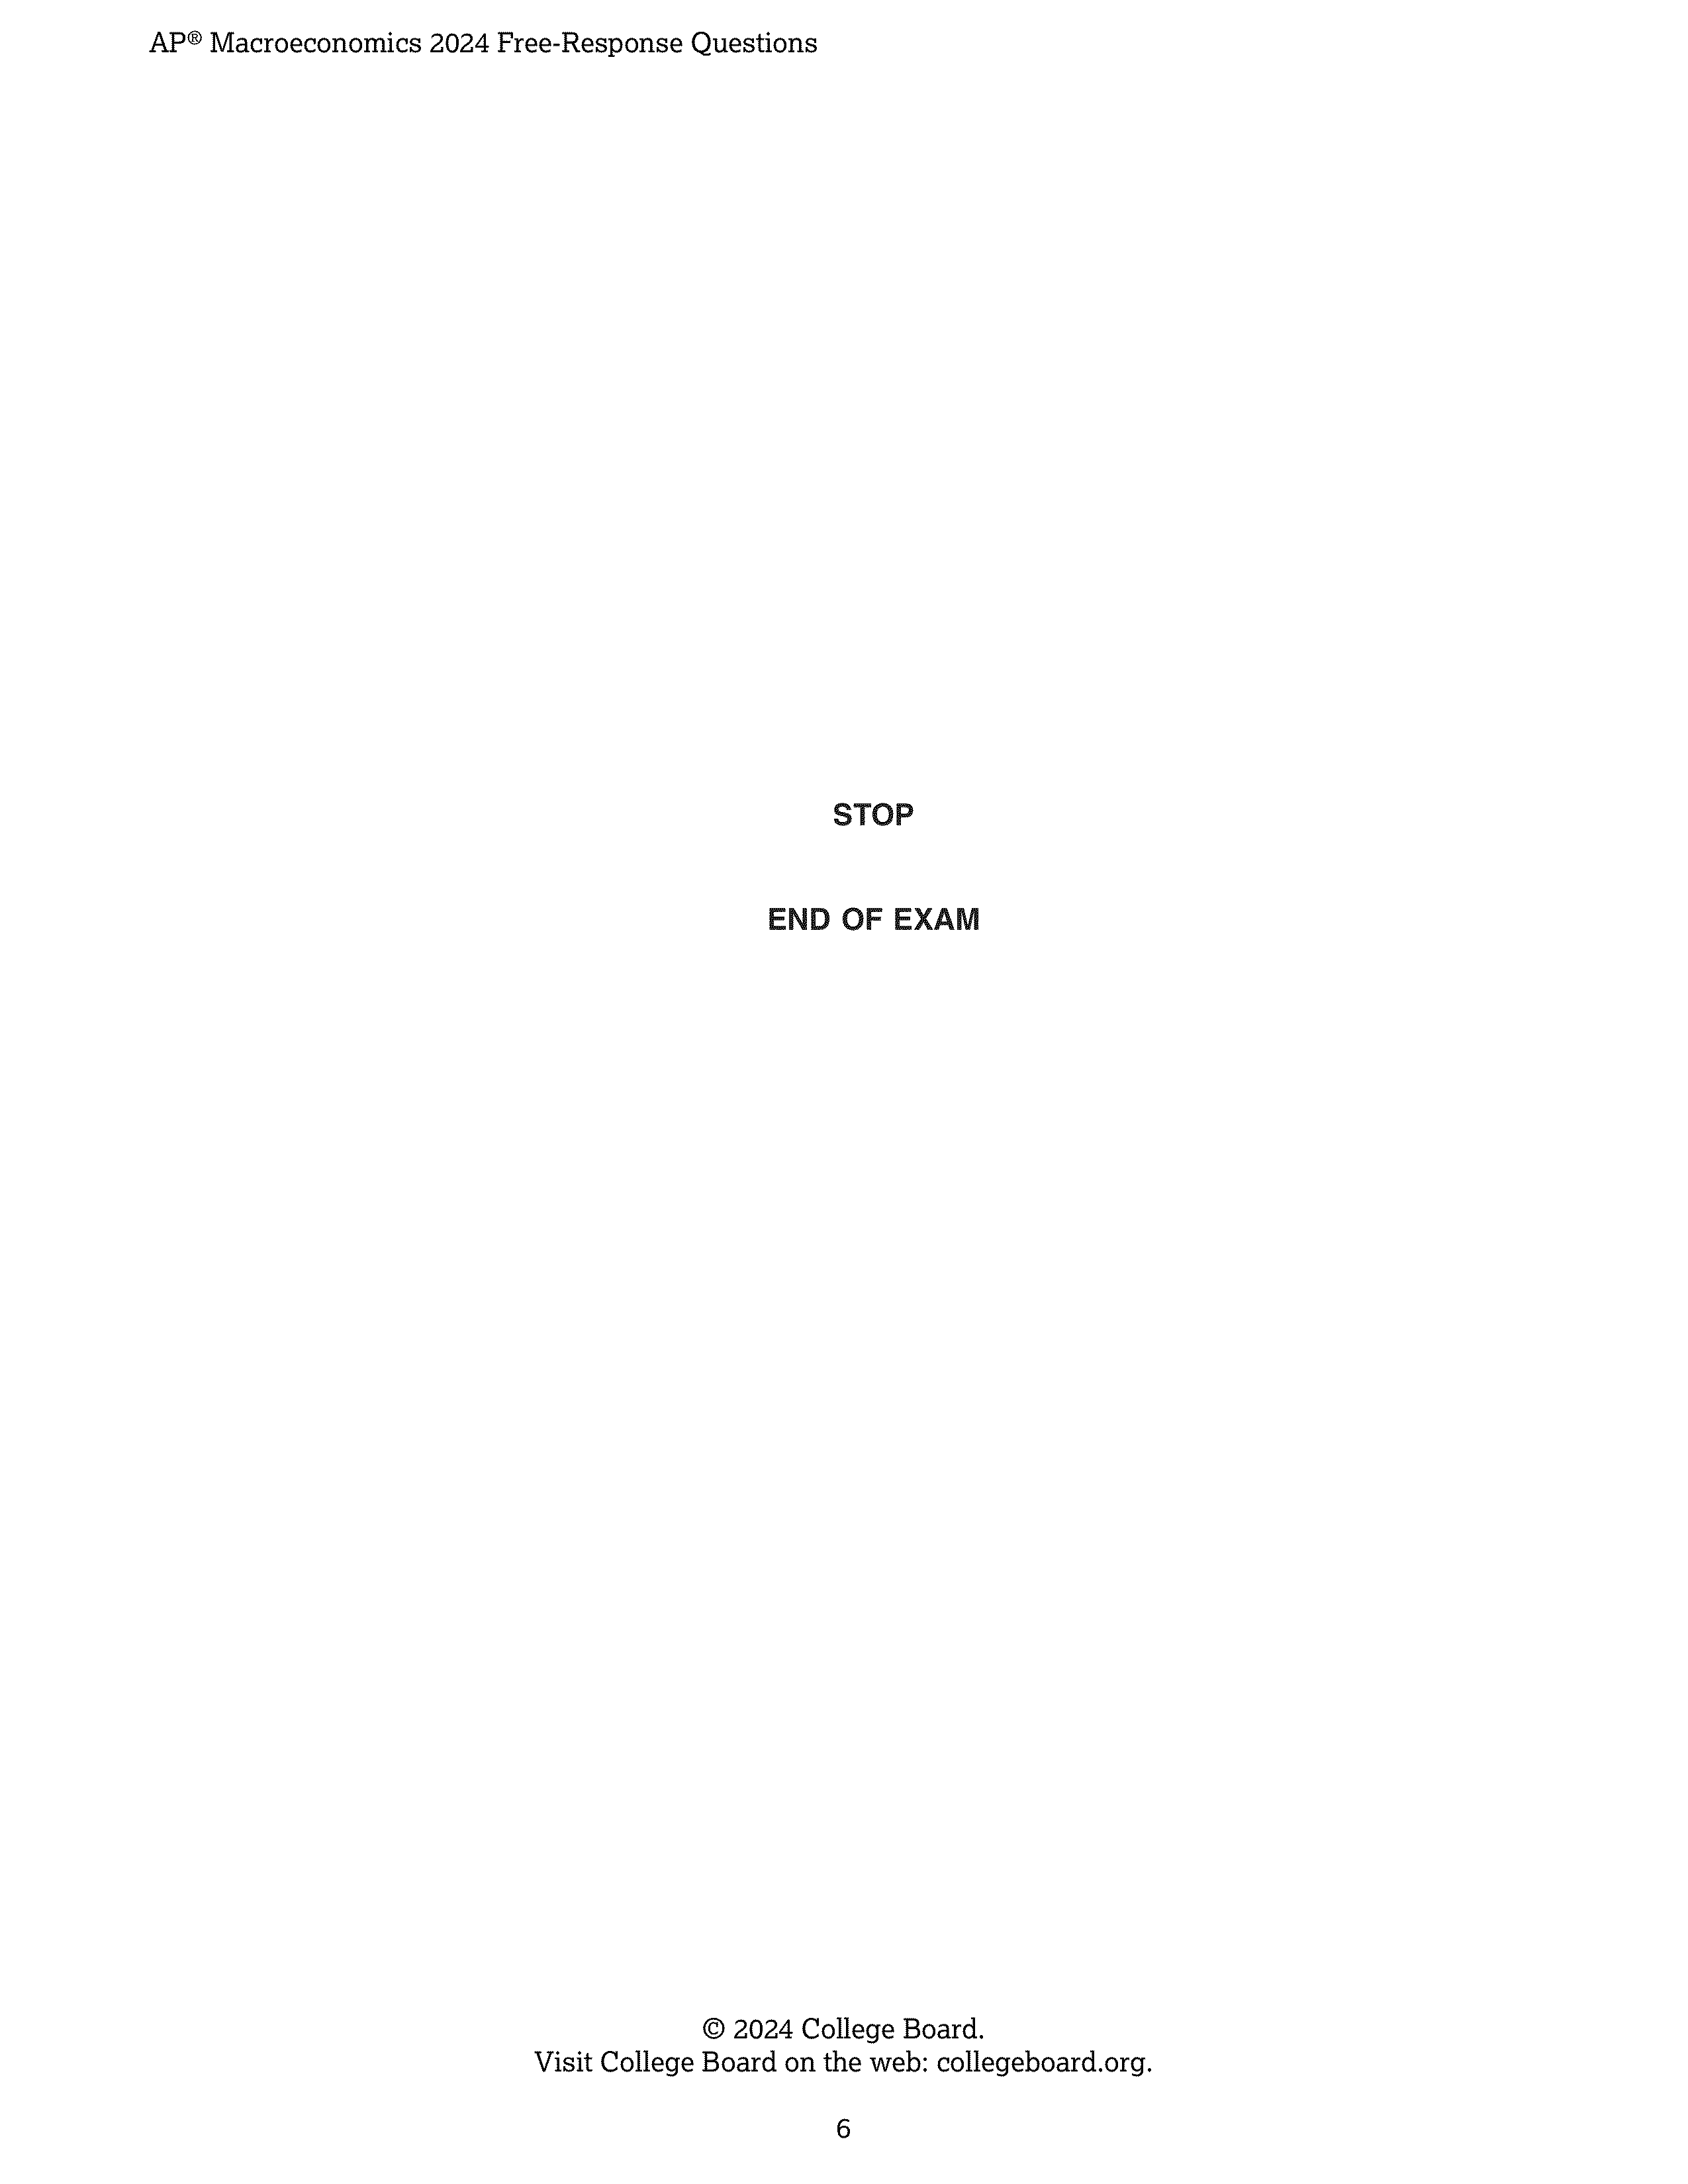 AP® Macroeconomics 2024 Free-Response Questions
STOP
END OF EXAM
© 2024 College Board.
Visit College Board on the web: collegeboard.org.
6